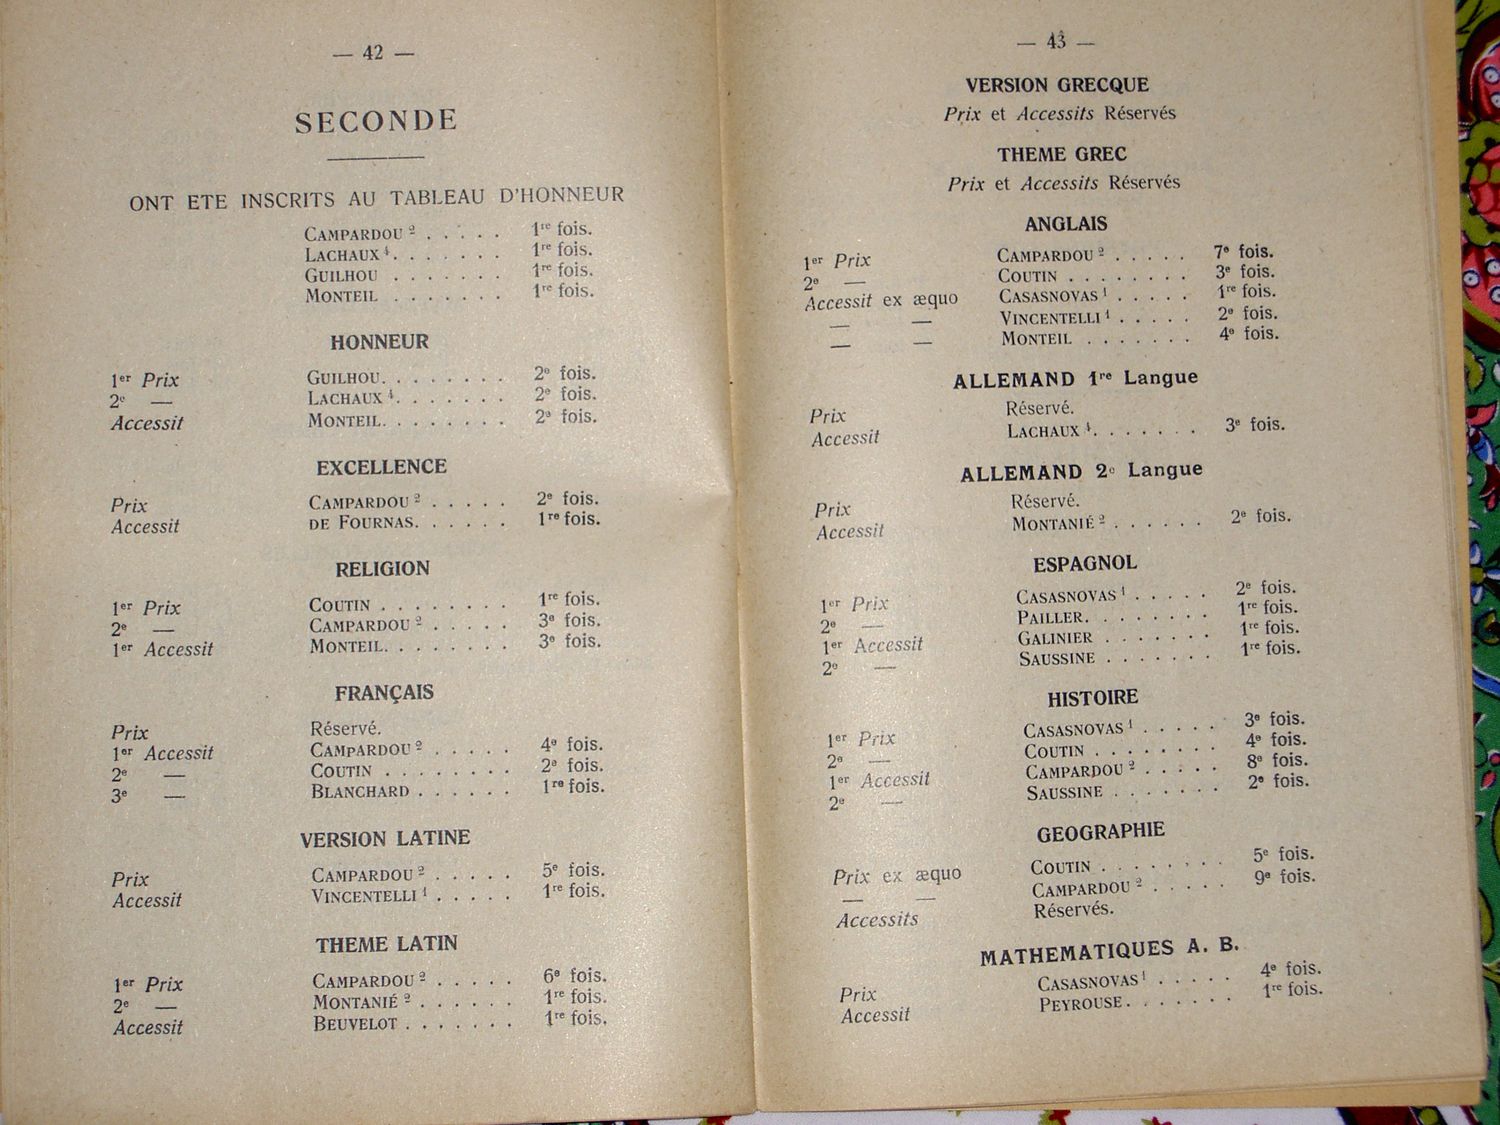 — 42 —
SECONDE
ONT ETE INSCRITS AU TABLEAU D'HONNEUR
CAMPARDOU ² . . . . . 1re fois.
LACHAUX ⁴. . . . . . . 1re fois.
GUILHOU . . . . . . . 1re fois.
MONTEIL . . . . . . . 1re fois.
HONNEUR
1er Prix GUILHOU. . . . . . . . 2e fois.
2e — LACHAUX ⁴. . . . . . . 2e fois.
Accessit MONTEIL. . . . . . . . 2e fois.
EXCELLENCE
Prix CAMPARDOU ² . . . . . 2e fois.
Accessit DE FOURNAS. . . . . . 1re fois.
RELIGION
1er Prix COUTIN . . . . . . . . 1re fois.
2e — CAMPARDOU ² . . . . . 3e fois.
1er Accessit MONTEIL. . . . . . . . 3e fois.
FRANÇAIS
Prix Réservé.
1er Accessit CAMPARDOU ² . . . . . 4e fois.
2e — COUTIN . . . . . . . . 2e fois.
3e — BLANCHARD . . . . . . 1re fois.
VERSION LATINE
Prix CAMPARDOU ² . . . . . 5e fois.
Accessit VINCENTELLI ¹ . . . . . 1re fois.
THEME LATIN
1er Prix CAMPARDOU ² . . . . . 6e fois.
2e — MONTANIÉ ² . . . . . . 1re fois.
Accessit BEUVELOT . . . . . . . 1re fois.
— 43 —
VERSION GRECQUE
Prix et Accessits Réservés
THEME GREC
Prix et Accessits Réservés
ANGLAIS
1er Prix CAMPARDOU ² . . . . . 7e fois.
2e — COUTIN . . . . . . . . 3e fois.
Accessit ex æquo CASASNOVAS ¹ . . . . . 1re fois.
— — VINCENTELLI ¹ . . . . . 2e fois.
— — MONTEIL . . . . . . . 4e fois.
ALLEMAND 1re Langue
Prix Réservé.
Accessit LACHAUX ⁴. . . . . . . 3e fois.
ALLEMAND 2e Langue
Prix Réservé.
Accessit MONTANIÉ ² . . . . . . 2e fois.
ESPAGNOL
1er Prix CASASNOVAS ¹ . . . . . 2e fois.
2e — PAILLER. . . . . . . . 1re fois.
1er Accessit GALINIER . . . . . . . 1re fois.
2e — SAUSSINE . . . . . . . 1re fois.
HISTOIRE
1er Prix CASASNOVAS ¹ . . . . . 3e fois.
2e — COUTIN . . . . . . . . 4e fois.
1er Accessit CAMPARDOU ² . . . . . 8e fois.
2e — SAUSSINE . . . . . . . 2e fois.
GEOGRAPHIE
Prix ex æquo COUTIN . . . . . . . . 5e fois.
— — CAMPARDOU ² . . . . . 9e fois.
Accessits Réservés.
MATHEMATIQUES A. B.
Prix CASASNOVAS ¹ . . . . . 4e fois.
Accessit PEYROUSE. . . . . . . 1re fois.